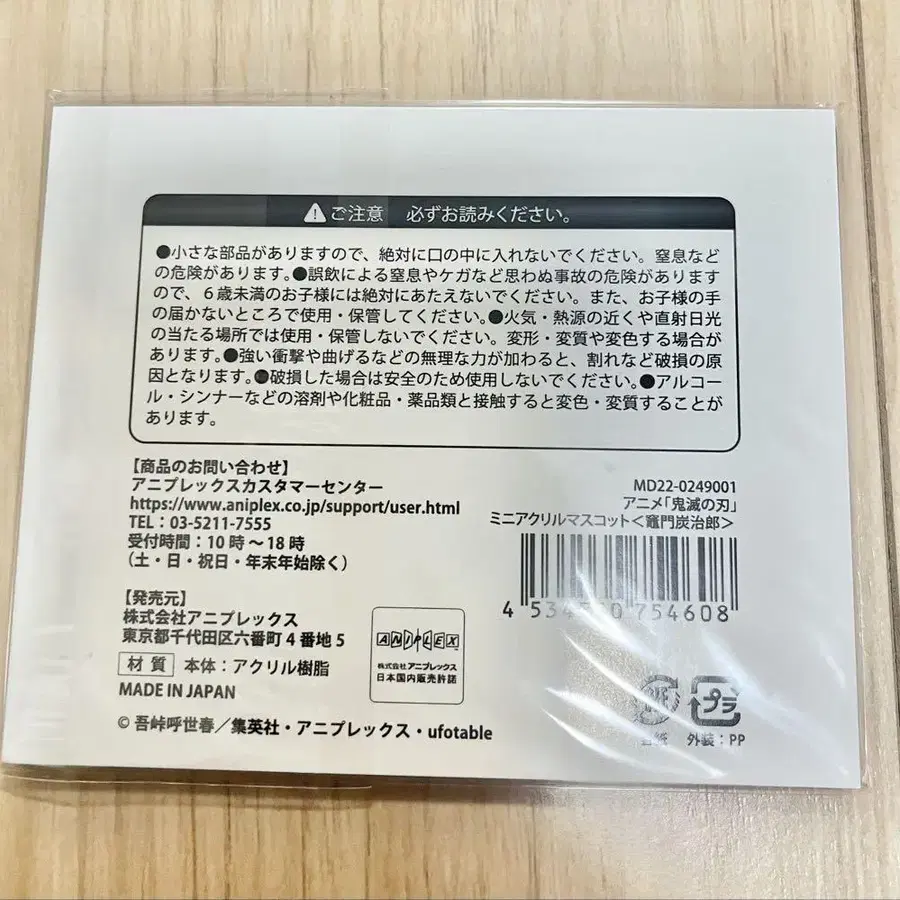 ご注意 必ずお読みください。
●小さな部品がありますので、絶対に口の中に入れないでください。窒息など
の危険があります。●誤飲による窒息やケガなど思わぬ事故の危険があります
ので、６歳未満のお子様には絶対にあたえないでください。また、お子様の手
の届かないところで使用・保管してください。●火気・熱源の近くや直射日光
の当たる場所では使用・保管しないでください。変形・変質や変色する場合が
あります。●強い衝撃や曲げるなどの無理な力が加わると、割れなど破損の原
因となります。●破損した場合は安全のため使用しないでください。●アルコー
ル・シンナーなどの溶剤や化粧品・薬品類と接触すると変色・変質することが
あります。
【商品のお問い合わせ】
アニプレックスカスタマーセンター
https://www.aniplex.co.jp/support/user.html
TEL：03-5211-7555
受付時間：10時～18時
（土・日・祝日・年末年始除く）
MD22-0249001
アニメ「鬼滅の刃」
ミニアクリルマスコット＜竈門炭治郎＞
【発売元】
株式会社アニプレックス
東京都千代田区六番町４番地５
材質 本体：アクリル樹脂
MADE IN JAPAN
ANIPLEX
株式会社アニプレックス
日本国内販売許諾
プラ
外装：PP
© 吾峠呼世春／集英社・アニプレックス・ufotable